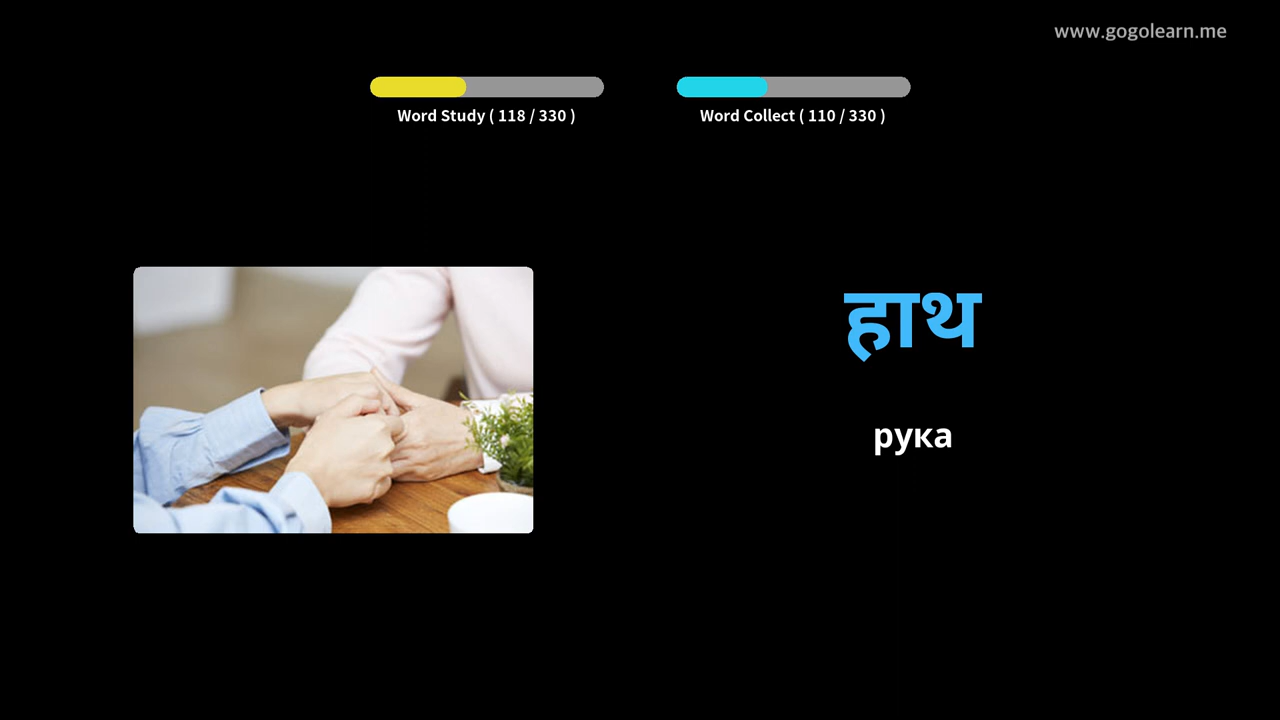 www.gogolearn.me
Word Study ( 118 / 330 )
Word Collect ( 110 / 330 )
हाथ
рука